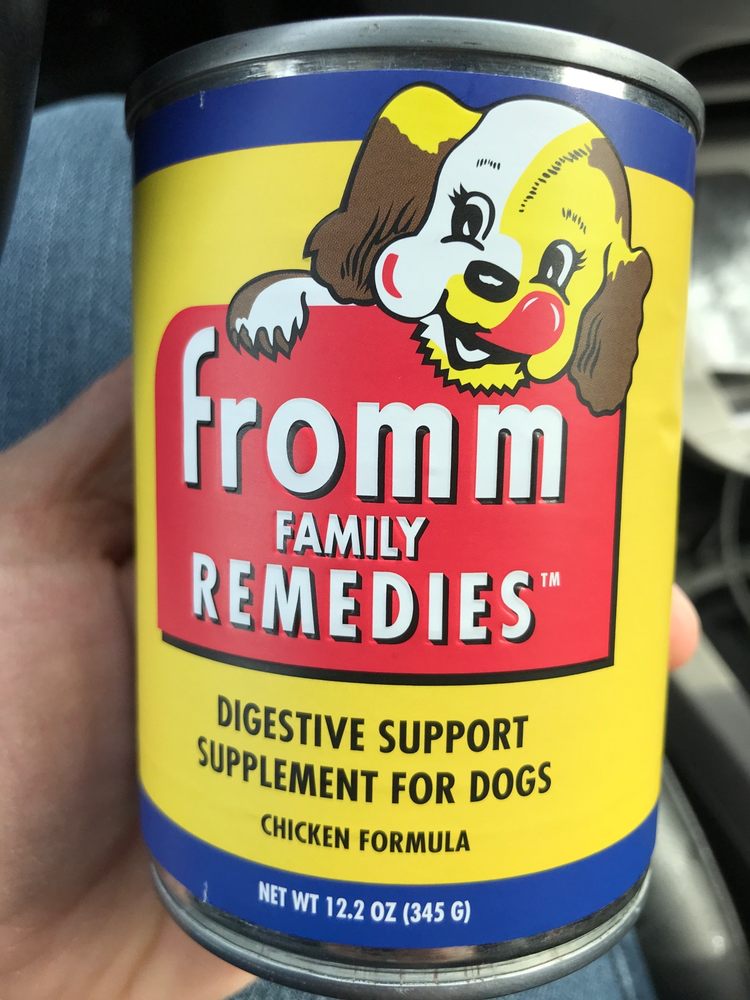 fromm
FAMILY
REMEDIES™
DIGESTIVE SUPPORT
SUPPLEMENT FOR DOGS
CHICKEN FORMULA
NET WT 12.2 OZ (345 G)